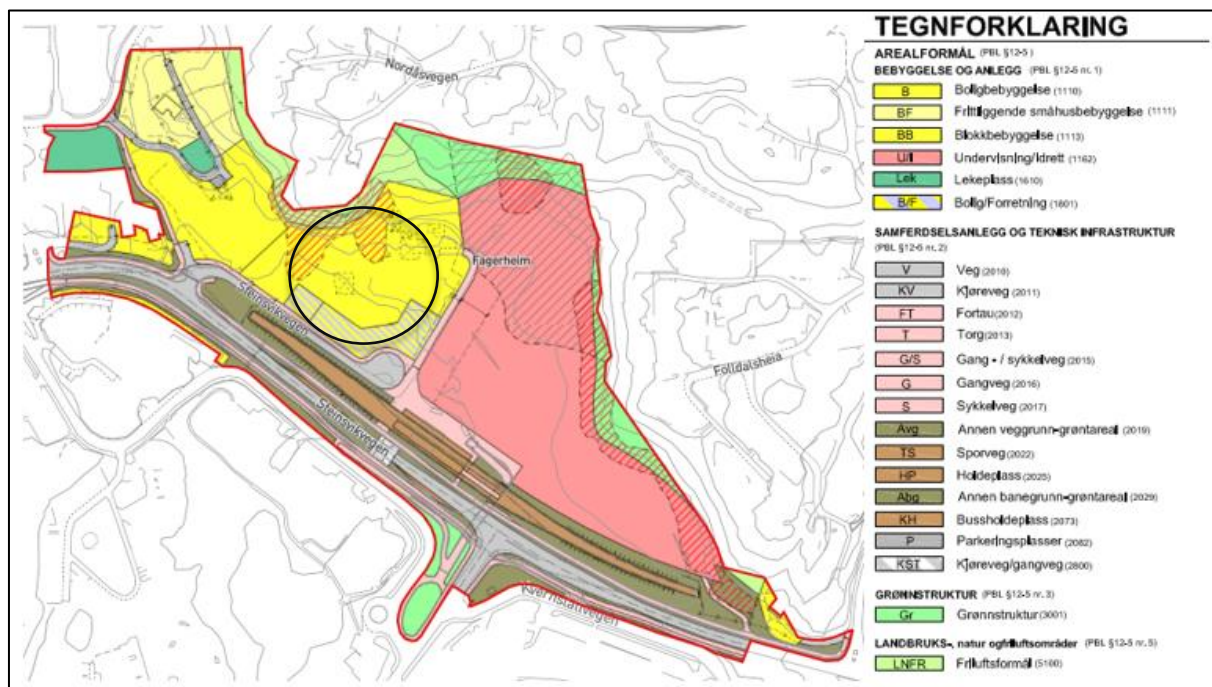 TEGNFORKLARING
AREALFORMÅL (PBL §12-5)
BEBYGGELSE OG ANLEGG (PBL §12-5 nr. 1)
B Boligbebyggelse (1110)
BF Frittliggende småhusbebyggelse (1111)
BB Blokkbebyggelse (1113)
U/I Undervisning/Idrett (1162)
Lek Lekeplass (1610)
B/F Bolig/Forretning (1801)
SAMFERDSELSANLEGG OG TEKNISK INFRASTRUKTUR
(PBL §12-5 nr. 2)
V Veg (2010)
KV Kjøreveg (2011)
FT Fortau (2012)
T Torg (2013)
G/S Gang - / sykkelveg (2015)
G Gangveg (2016)
S Sykkelveg (2017)
Avg Annen veggrunn-grøntareal (2019)
TS Sporveg (2022)
HP Holdeplass (2025)
Abg Annen banegrunn-grøntareal (2029)
KH Bussholdeplass (2073)
P Parkeringsplasser (2082)
KST Kjøreveg/gangveg (2800)
GRØNNSTRUKTUR (PBL §12-5 nr. 3)
Gr Grønnstruktur (3001)
LANDBRUKS-, natur ogfriluftsområder (PBL §12-5 nr. 5)
LNFR Friluftsformål (5100)
Nordåsvegen
Fagerheim
Steinsvikvegen
Folldalsheia
Steinsvikvegen
Kvernslåttvegen